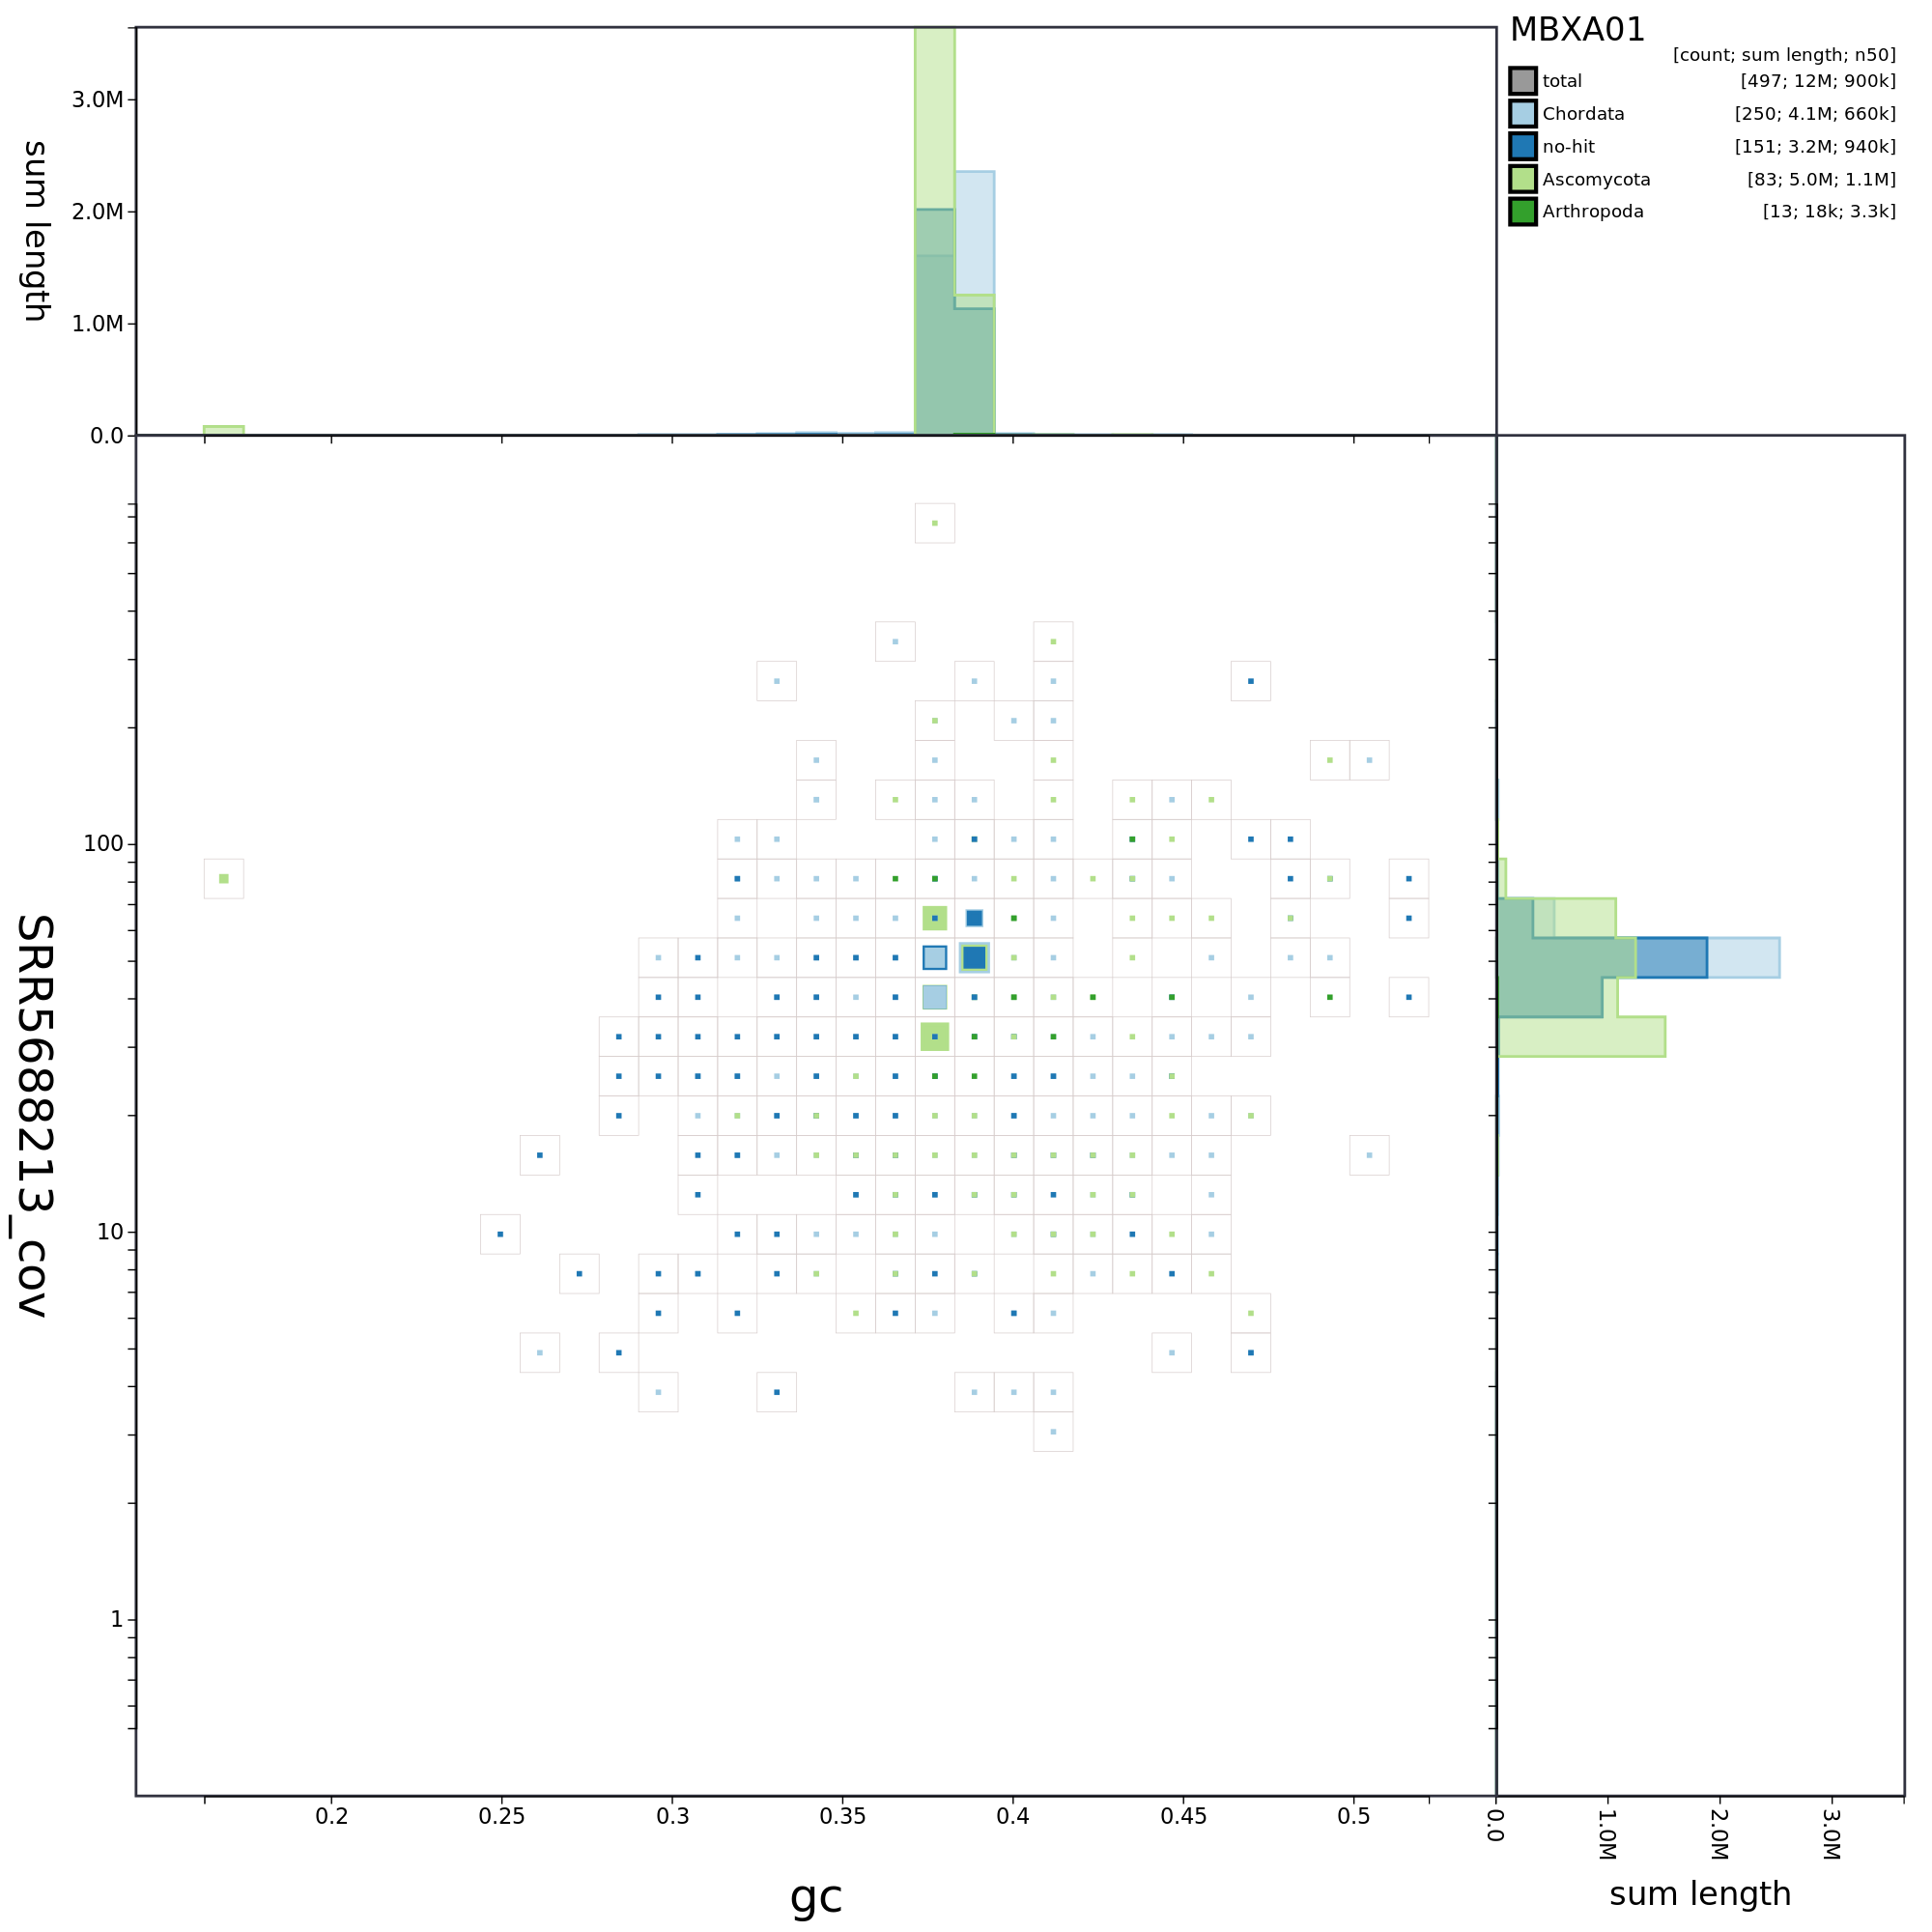 MBXA01
[count; sum length; n50]
total [497; 12M; 900k]
Chordata [250; 4.1M; 660k]
no-hit [151; 3.2M; 940k]
Ascomycota [83; 5.0M; 1.1M]
Arthropoda [13; 18k; 3.3k]
sum length
3.0M
2.0M
1.0M
0.0
SRR5688213_cov
100
10
1
0.2 0.25 0.3 0.35 0.4 0.45 0.5
gc
0.0 1.0M 2.0M 3.0M
sum length